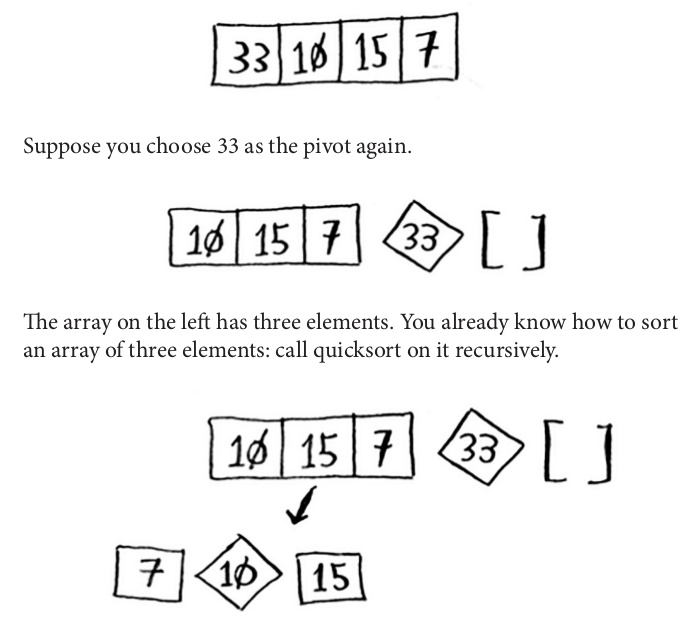 33 10 15 7
Suppose you choose 33 as the pivot again.
10 15 7 33 [ ]
The array on the left has three elements. You already know how to sort
an array of three elements: call quicksort on it recursively.
10 15 7 33 [ ]
7 10 15